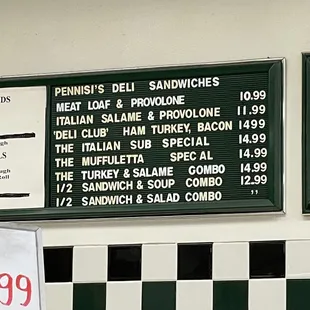 DS
LS
PENNISI'S DELI SANDWICHES
MEAT LOAF & PROVOLONE 10.99
ITALIAN SALAME & PROVOLONE 11.99
'DELI CLUB' HAM TURKEY, BACON 1499
THE ITALIAN SUB SPECIAL 14.99
THE MUFFULETTA SPEC AL 14.99
THE TURKEY & SALAME GOMBO 14.99
1/2 SANDWICH & SOUP COMBO 12.99
1/2 SANDWICH & SALAD COMBO "
99